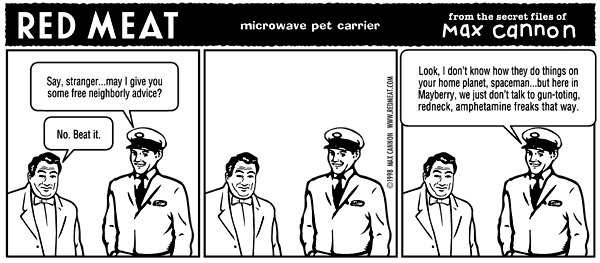 RED MEAT
microwave pet carrier
from the secret files of
Max Cannon
Say, stranger...may I give you
some free neighborly advice?
No. Beat it.
©1998 MAX CANNON WWW.REDMEAT.COM
Look, I don't know how they do things on
your home planet, spaceman...but here in
Mayberry, we just don't talk to gun-toting,
redneck, amphetamine freaks that way.